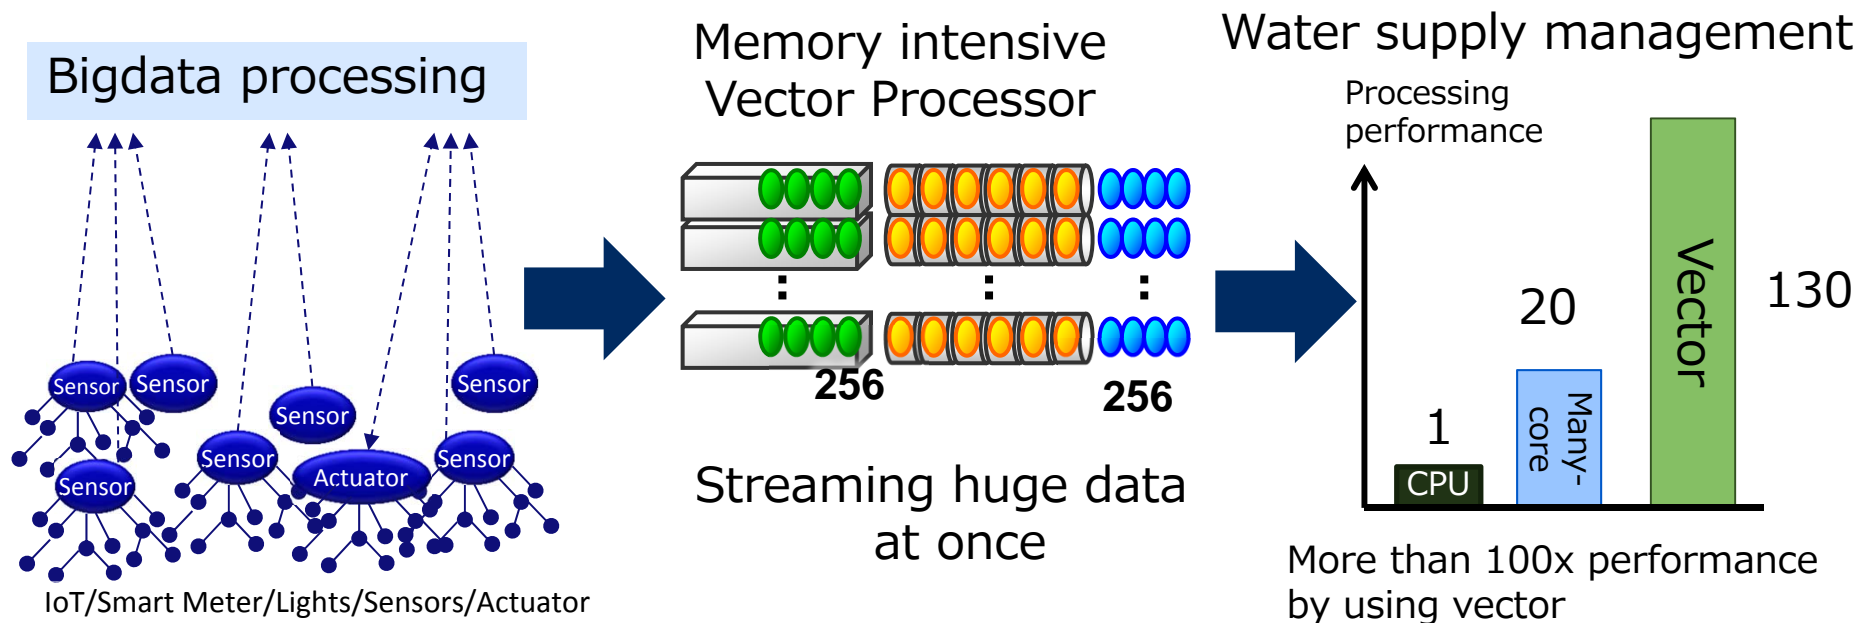 Bigdata processing
Sensor
Sensor
Sensor
Sensor
Sensor
Actuator
Sensor
Sensor
IoT/Smart Meter/Lights/Sensors/Actuator
Memory intensive
Vector Processor
:
:
:
256
256
Streaming huge data
at once
Water supply management
Processing
performance
1
CPU
20
Many-
core
Vector
130
More than 100x performance
by using vector